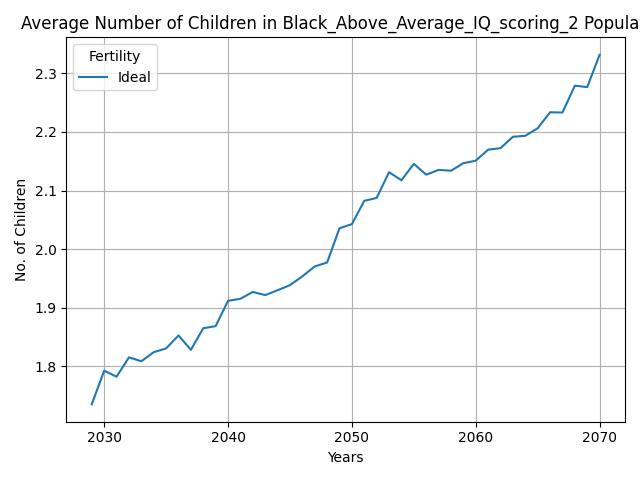 Average Number of Children in Black_Above_Average_IQ_scoring_2 Popula
Fertility
Ideal
2.3
2.2
2.1
2.0
1.9
1.8
No. of Children
2030 2040 2050 2060 2070
Years